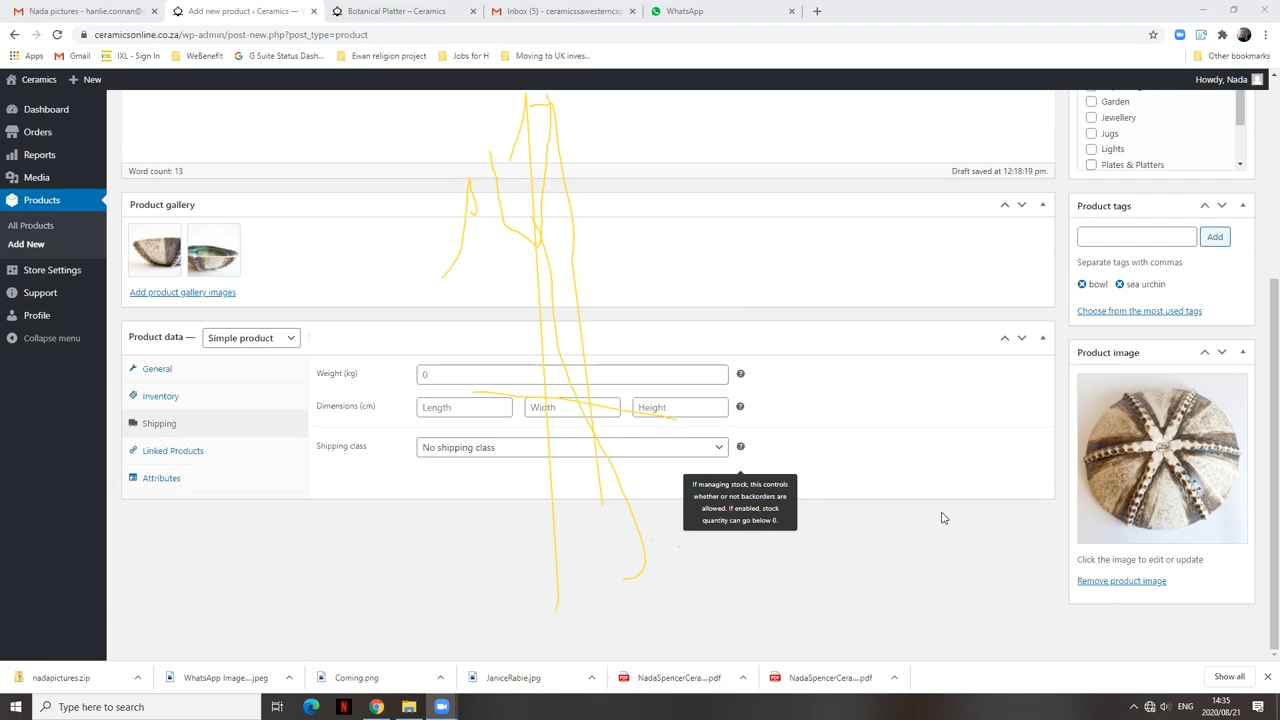 Nada pictures - hanlie.connan@
Add new product ‹ Ceramics —
Botanical Platter – Ceramics
Inbox (5) - ceramicssawesterncap
WhatsApp
ceramicsonline.co.za/wp-admin/post-new.php?post_type=product
Apps
Gmail
IXL - Sign In
WeBenefit
G Suite Status Dash...
Ewan religion project
Jobs for H
Moving to UK inves...
Other bookmarks
Ceramics
New
Howdy, Nada
Dashboard
Orders
Reports
Media
Products
All Products
Add New
Store Settings
Support
Profile
Collapse menu
Word count: 13
Draft saved at 12:18:19 pm.
Product gallery
Add product gallery images
Product data —
Simple product
General
Inventory
Shipping
Linked Products
Attributes
Weight (kg)
0
Dimensions (cm)
Length
Width
Height
Shipping class
No shipping class
If managing stock, this controls
whether or not backorders are
allowed. If enabled, stock
quantity can go below 0.
Garden
Jewellery
Jugs
Lights
Plates & Platters
Product tags
Add
Separate tags with commas
bowl
sea urchin
Choose from the most used tags
Product image
Click the image to edit or update
Remove product image
nadapictures.zip
WhatsApp Image....jpeg
Coming.png
JaniceRabie.jpg
NadaSpencerCera....pdf
NadaSpencerCera....pdf
Show all
Type here to search
ENG
14:35
2020/08/21